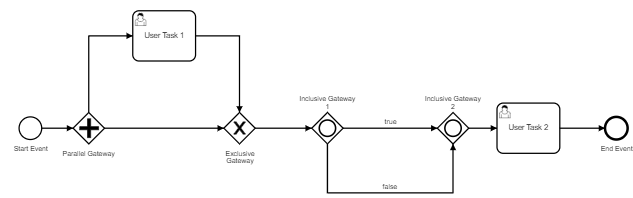 User Task 1
Inclusive Gateway
1
Inclusive Gateway
2
true
User Task 2
Start Event
Parallel Gateway
Exclusive
Gateway
End Event
false